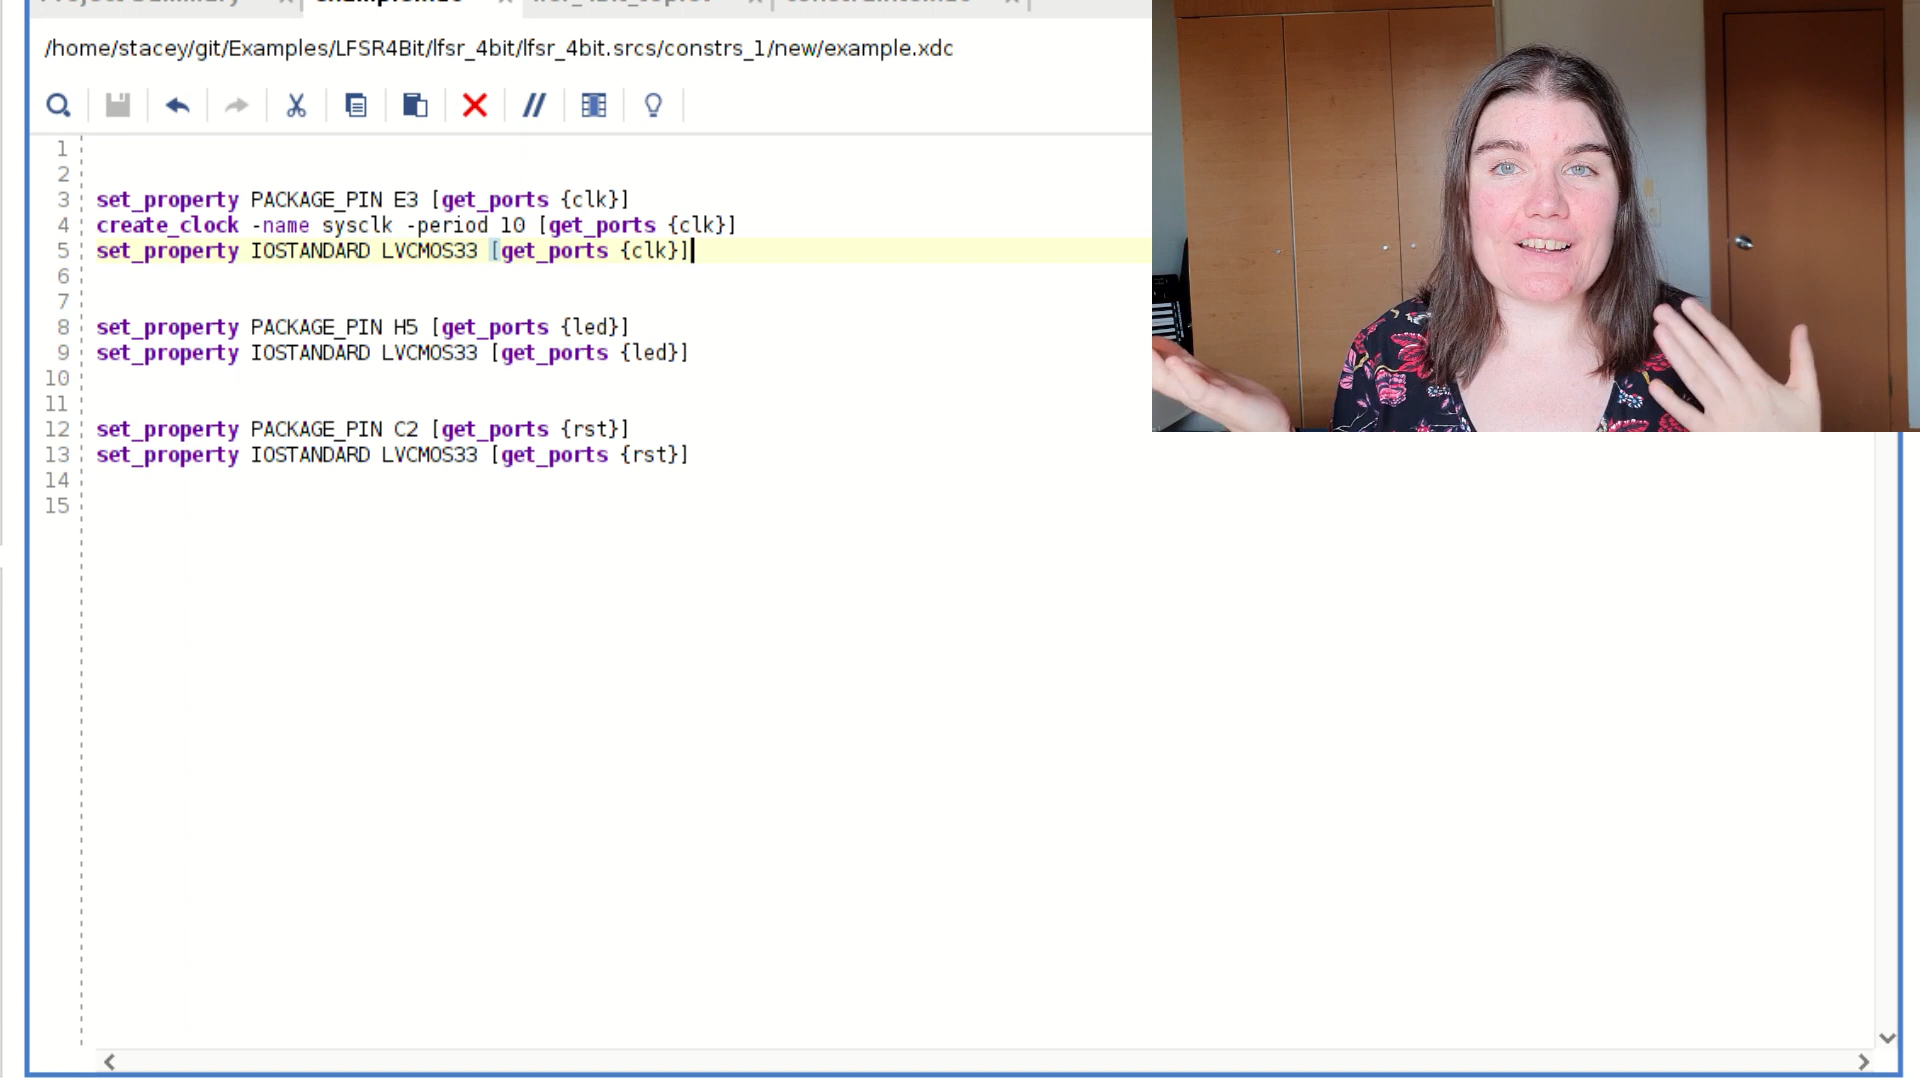 /home/stacey/git/Examples/LFSR4Bit/lfsr_4bit/lfsr_4bit.srcs/constrs_1/new/example.xdc
1
2
3 set_property PACKAGE_PIN E3 [get_ports {clk}]
4 create_clock -name sysclk -period 10 [get_ports {clk}]
5 set_property IOSTANDARD LVCMOS33 [get_ports {clk}]
6
7
8 set_property PACKAGE_PIN H5 [get_ports {led}]
9 set_property IOSTANDARD LVCMOS33 [get_ports {led}]
10
11
12 set_property PACKAGE_PIN C2 [get_ports {rst}]
13 set_property IOSTANDARD LVCMOS33 [get_ports {rst}]
14
15